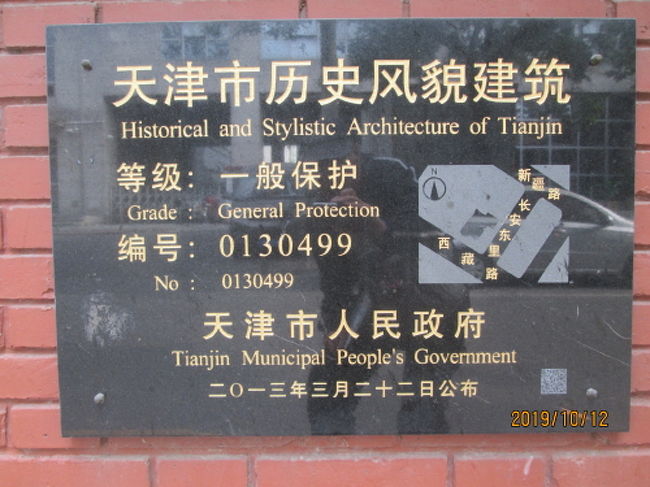 天津市历史风貌建筑
Historical and Stylistic Architecture of Tianjin
等级：一般保护
Grade : General Protection
编号：0130499
No : 0130499
N
新疆路
长安东里
西藏路
天津市人民政府
Tianjin Municipal People's Government
二〇一三年三月二十二日公布
2019/10/12